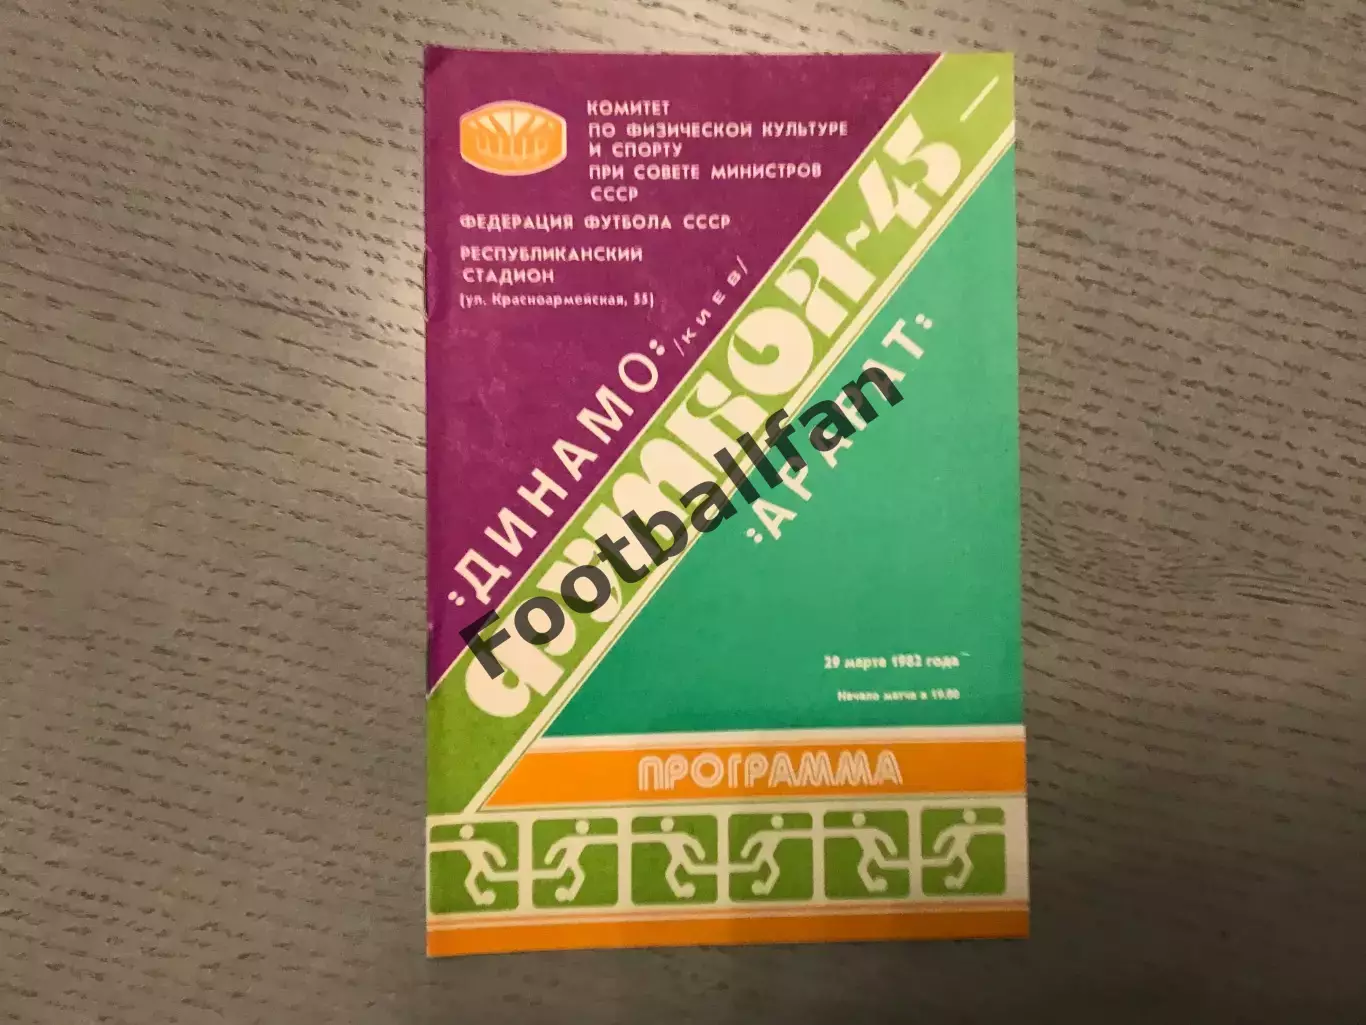 КОМИТЕТ
ПО ФИЗИЧЕСКОЙ КУЛЬТУРЕ
И СПОРТУ
ПРИ СОВЕТЕ МИНИСТРОВ
СССР
ФЕДЕРАЦИЯ ФУТБОЛА СССР
РЕСПУБЛИКАНСКИЙ
СТАДИОН
(ул. Красноармейская, 55)
:ДИНАМО:
/КИЕВ/
ФУТБОЛ-45
:АРАРАТ:
Footballfan
29 марта 1982 года
Начало матча в 19.00
ПРОГРАММА